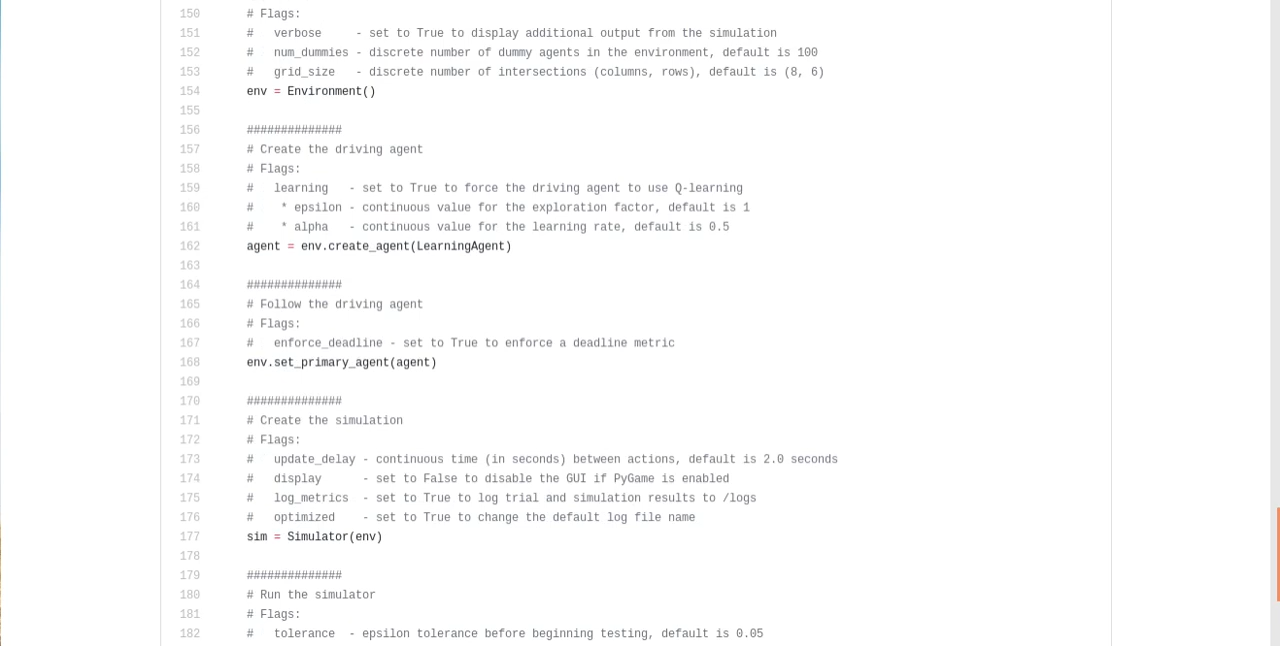 150 # Flags:
151 #   verbose     - set to True to display additional output from the simulation
152 #   num_dummies - discrete number of dummy agents in the environment, default is 100
153 #   grid_size   - discrete number of intersections (columns, rows), default is (8, 6)
154 env = Environment()
155
156 ##############
157 # Create the driving agent
158 # Flags:
159 #   learning   - set to True to force the driving agent to use Q-learning
160 #    * epsilon - continuous value for the exploration factor, default is 1
161 #    * alpha   - continuous value for the learning rate, default is 0.5
162 agent = env.create_agent(LearningAgent)
163
164 ##############
165 # Follow the driving agent
166 # Flags:
167 #   enforce_deadline - set to True to enforce a deadline metric
168 env.set_primary_agent(agent)
169
170 ##############
171 # Create the simulation
172 # Flags:
173 #   update_delay - continuous time (in seconds) between actions, default is 2.0 seconds
174 #   display      - set to False to disable the GUI if PyGame is enabled
175 #   log_metrics  - set to True to log trial and simulation results to /logs
176 #   optimized    - set to True to change the default log file name
177 sim = Simulator(env)
178
179 ##############
180 # Run the simulator
181 # Flags:
182 #   tolerance  - epsilon tolerance before beginning testing, default is 0.05